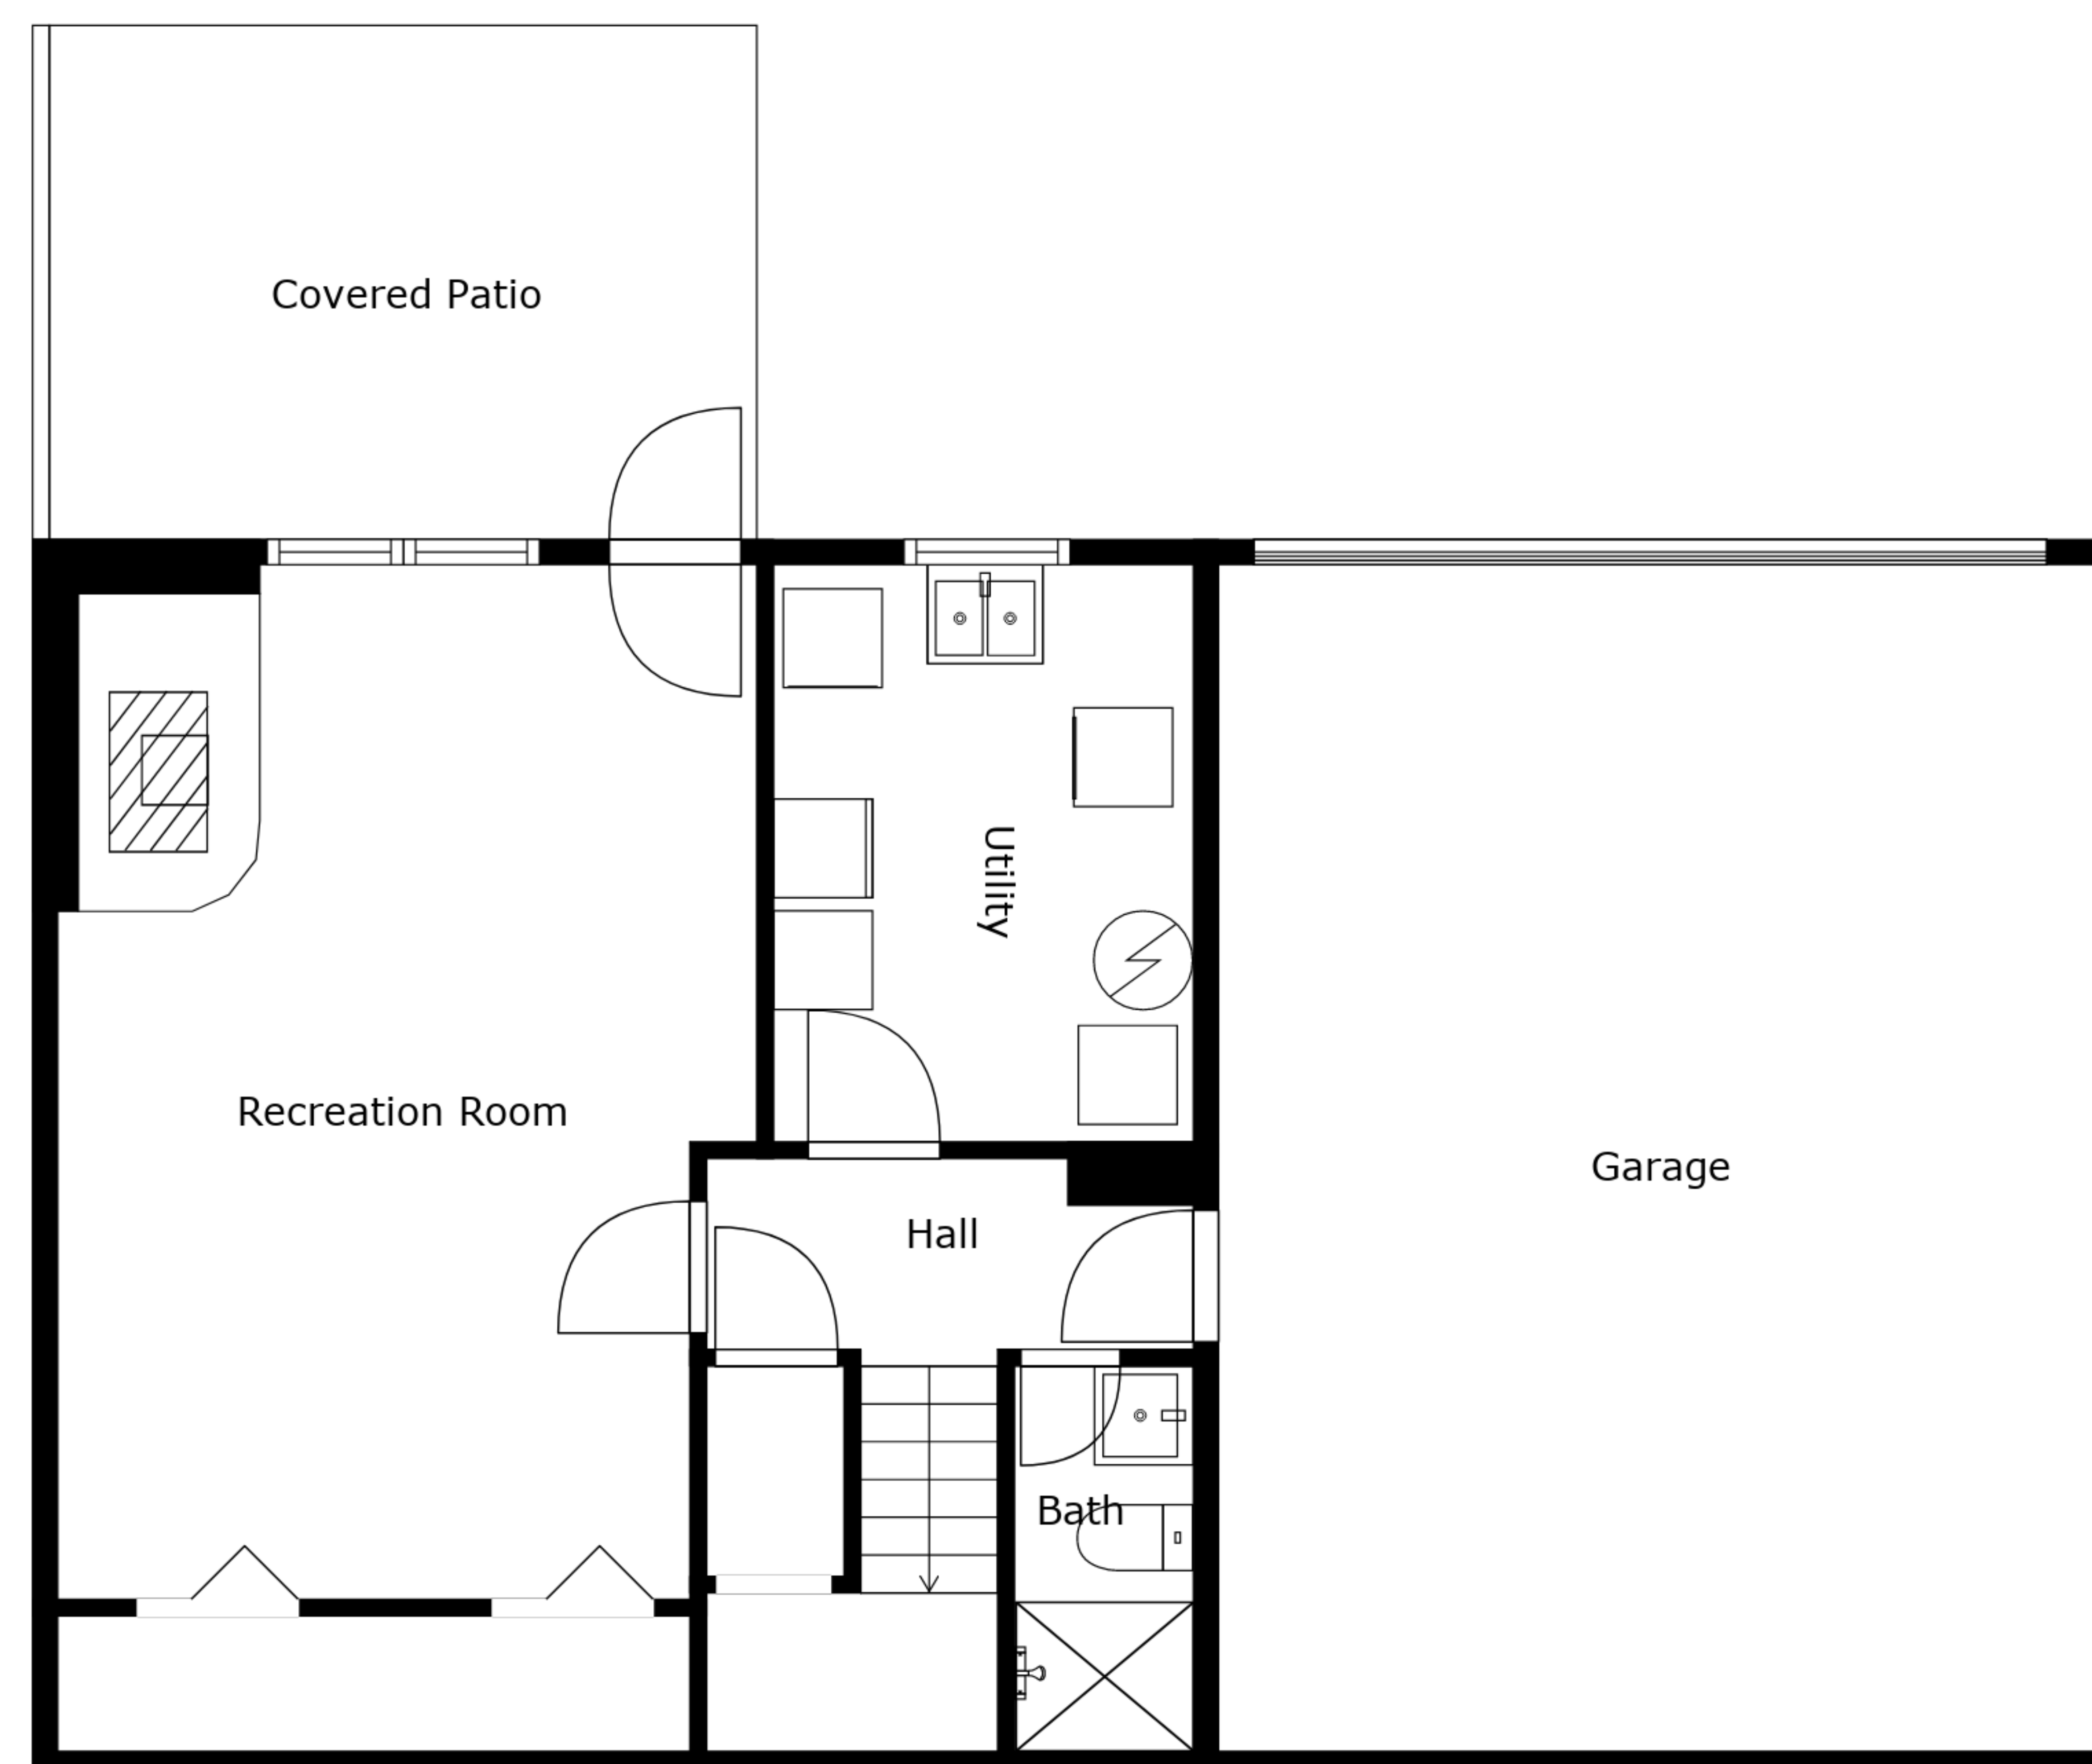 Covered Patio
Utility
Recreation Room
Garage
Hall
Bath